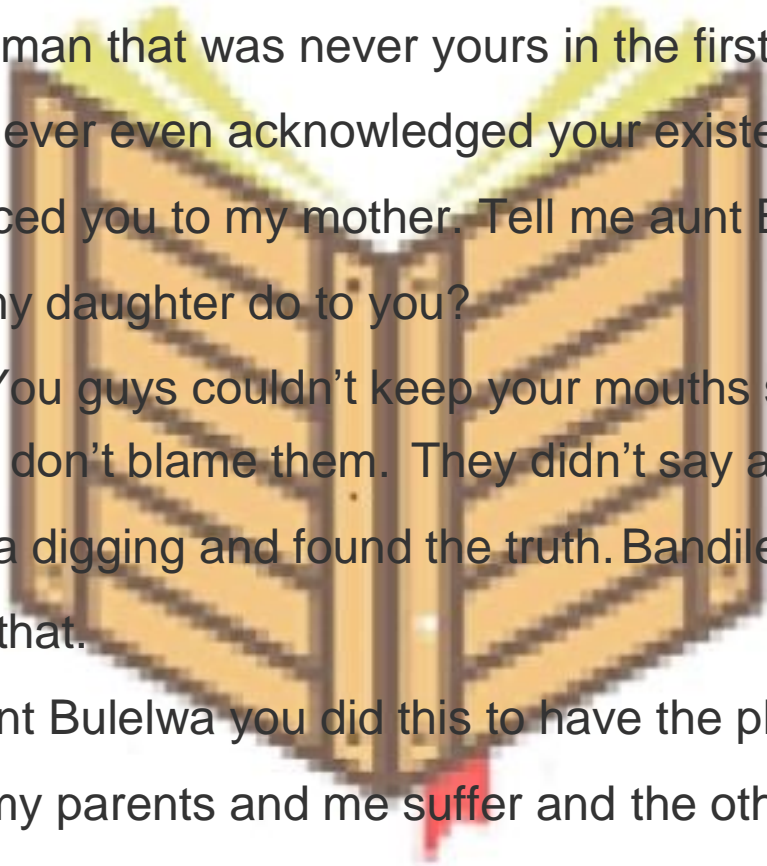 man that was never yours in the first
ever even acknowledged your existe
ced you to my mother. Tell me aunt B
ny daughter do to you?
You guys couldn't keep your mouths s
don't blame them. They didn't say a
a digging and found the truth. Bandile
that.
nt Bulelwa you did this to have the pl
my parents and me suffer and the oth